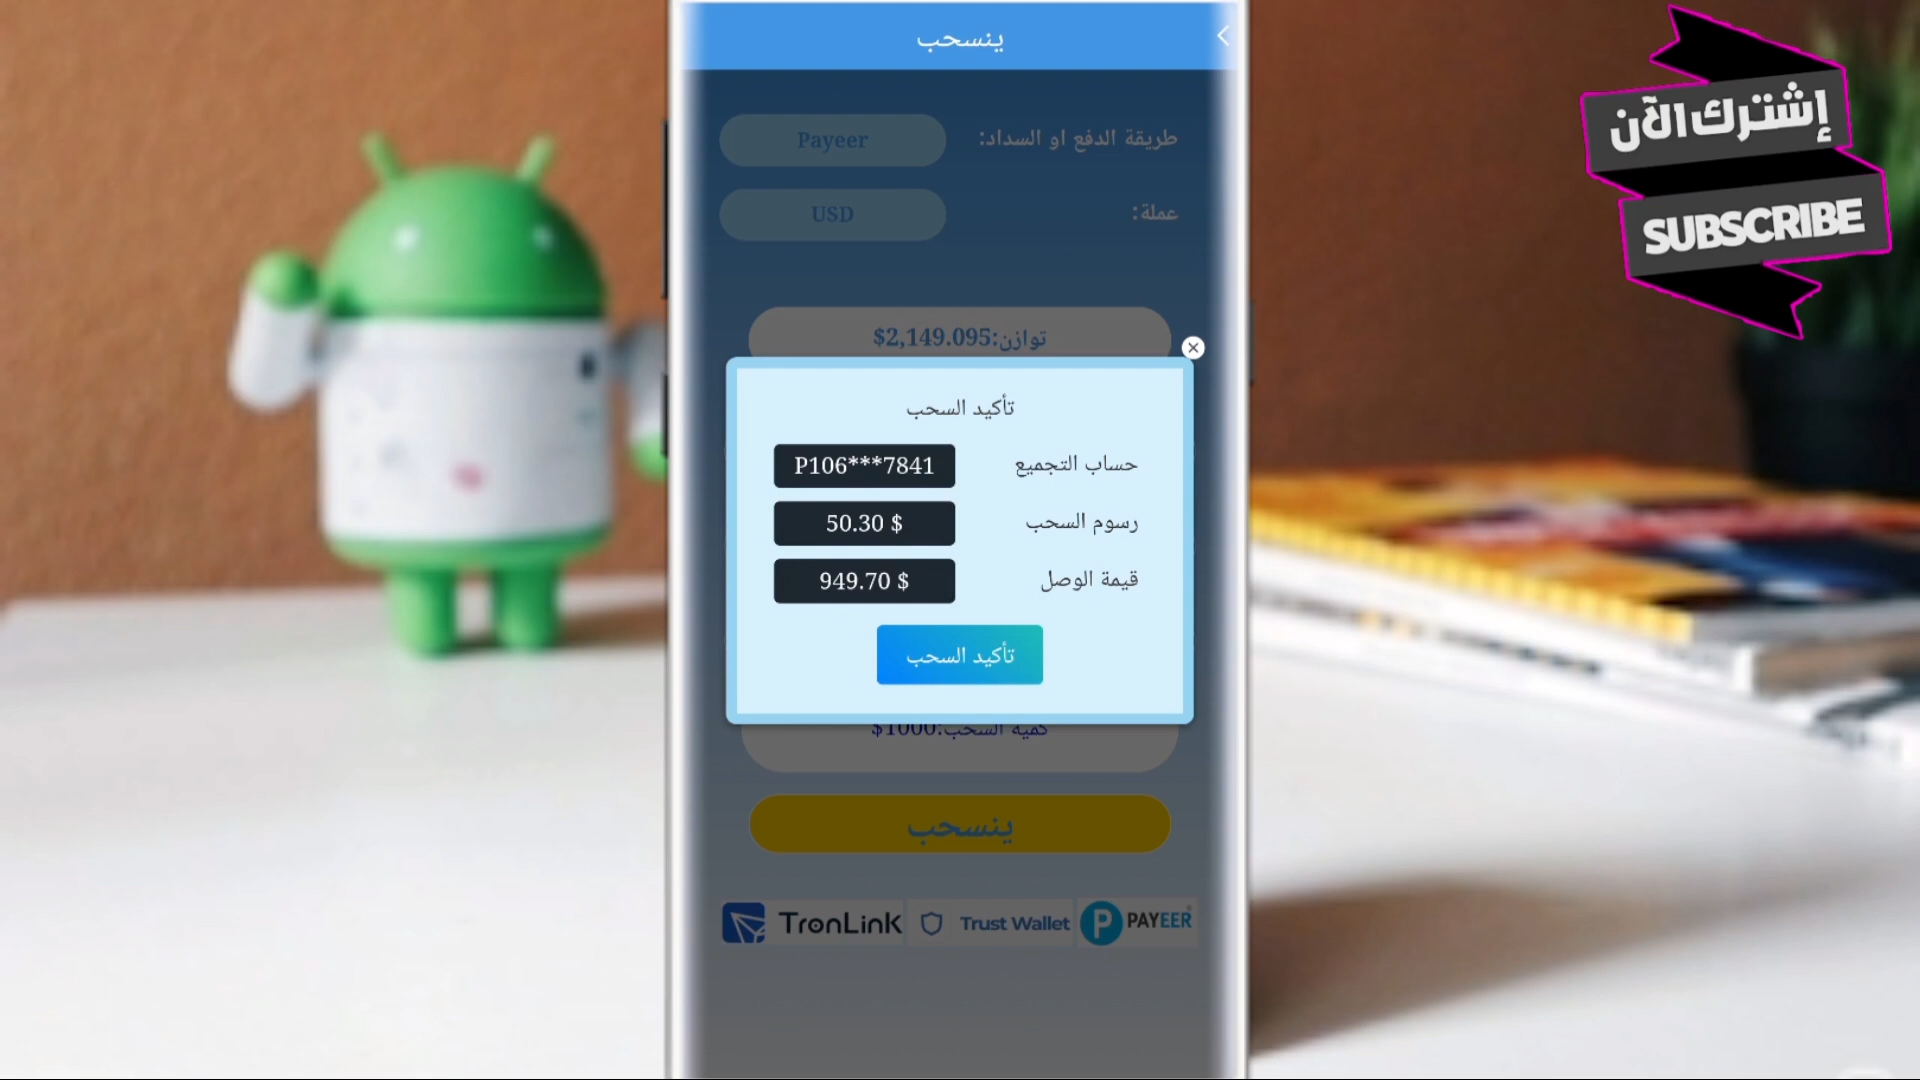 ينسحب
إشترك الآن
SUBSCRIBE
طريقة الدفع او السداد:
Payeer
عملة:
USD
توازن:2,149.095$
تأكيد السحب
حساب التجميع
P106***7841
رسوم السحب
50.30 $
قيمة الوصل
949.70 $
تأكيد السحب
كمية السحب:1000$
ينسحب
TronLink
Trust Wallet
PAYEER